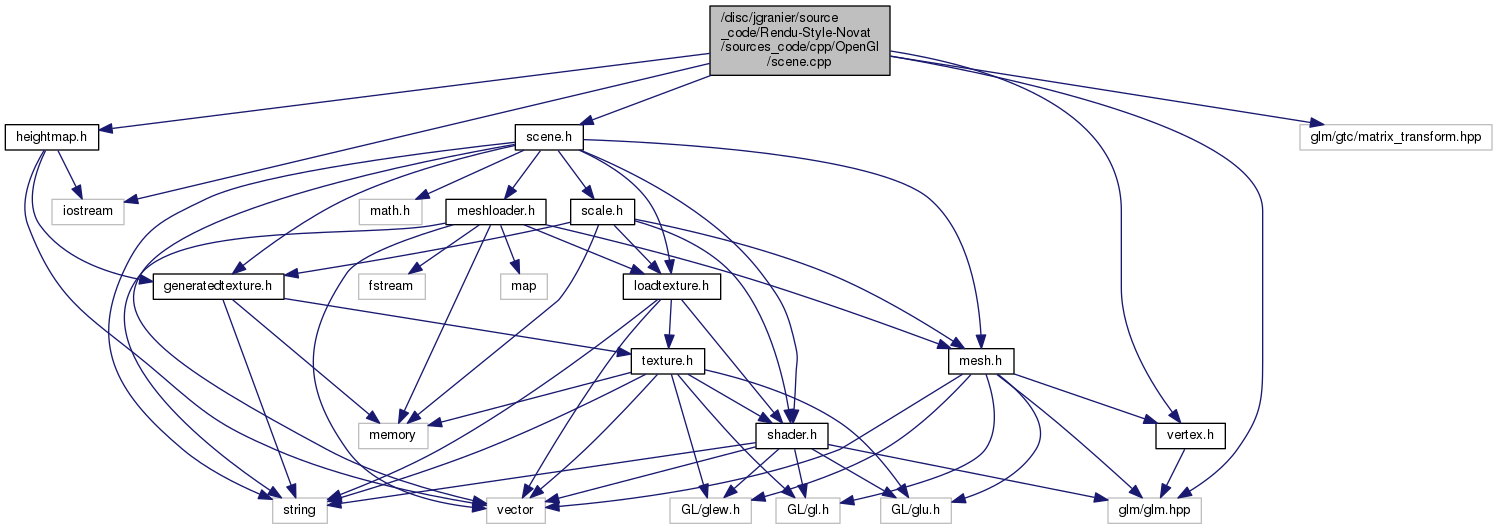 /disc/jgranier/source
_code/Rendu-Style-Novat
/sources_code/cpp/OpenGl
/scene.cpp
heightmap.h
scene.h
glm/gtc/matrix_transform.hpp
iostream
math.h
meshloader.h
scale.h
generatedtexture.h
fstream
map
loadtexture.h
texture.h
mesh.h
memory
shader.h
vertex.h
string
vector
GL/glew.h
GL/gl.h
GL/glu.h
glm/glm.hpp